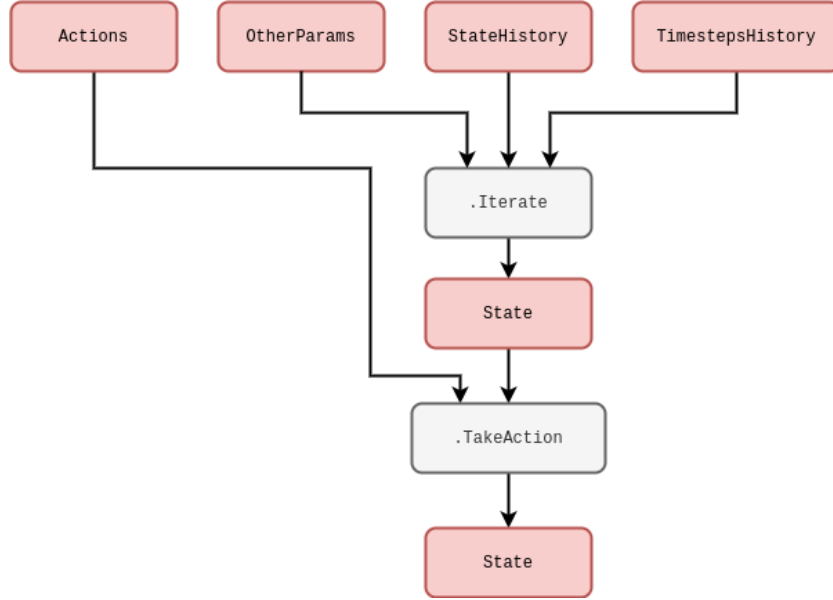 Actions
OtherParams
StateHistory
TimestepsHistory
.Iterate
State
.TakeAction
State